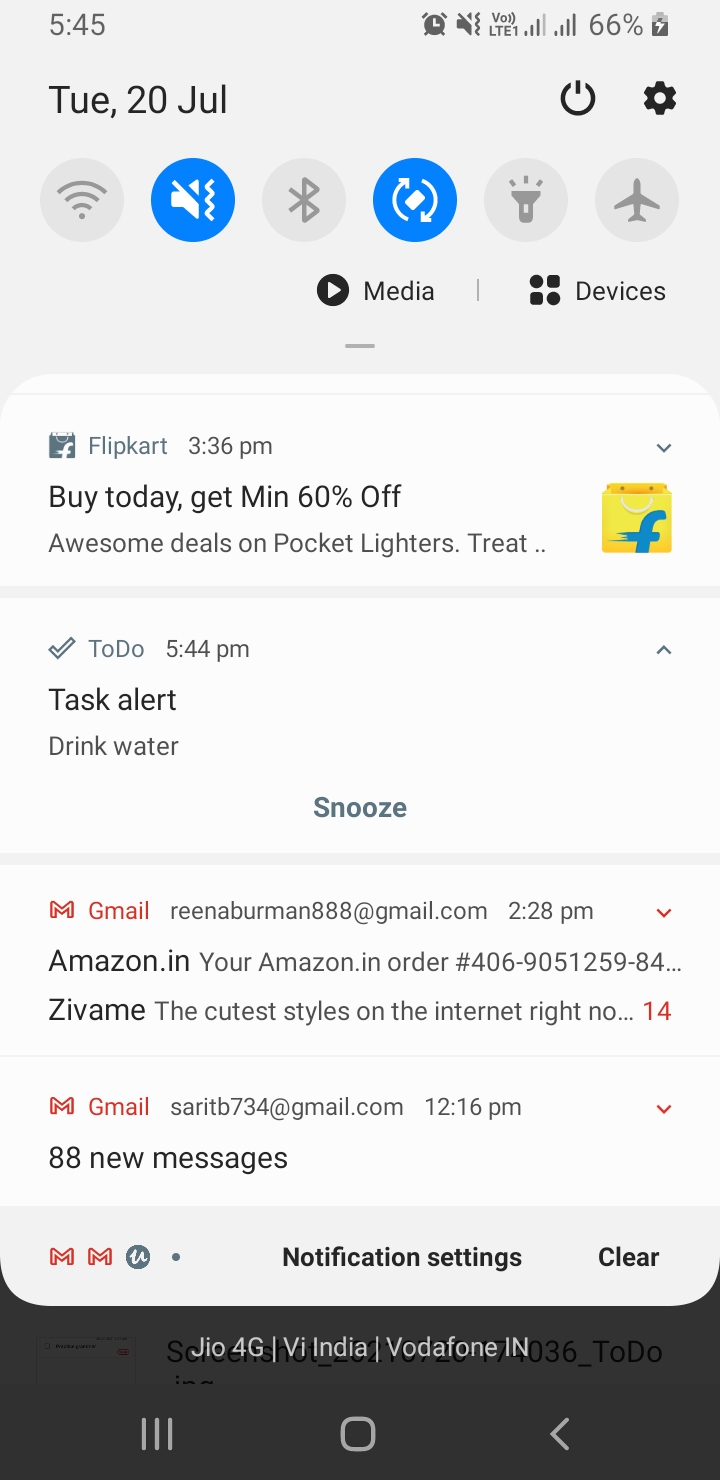 5:45 Vo)) LTE1 66%
Tue, 20 Jul
Media | Devices
Flipkart 3:36 pm
Buy today, get Min 60% Off
Awesome deals on Pocket Lighters. Treat ..
ToDo 5:44 pm
Task alert
Drink water
Snooze
Gmail reenaburman888@gmail.com 2:28 pm
Amazon.in Your Amazon.in order #406-9051259-84...
Zivame The cutest styles on the internet right no... 14
Gmail saritb734@gmail.com 12:16 pm
88 new messages
Notification settings Clear
Jio 4G | Vi India | Vodafone IN